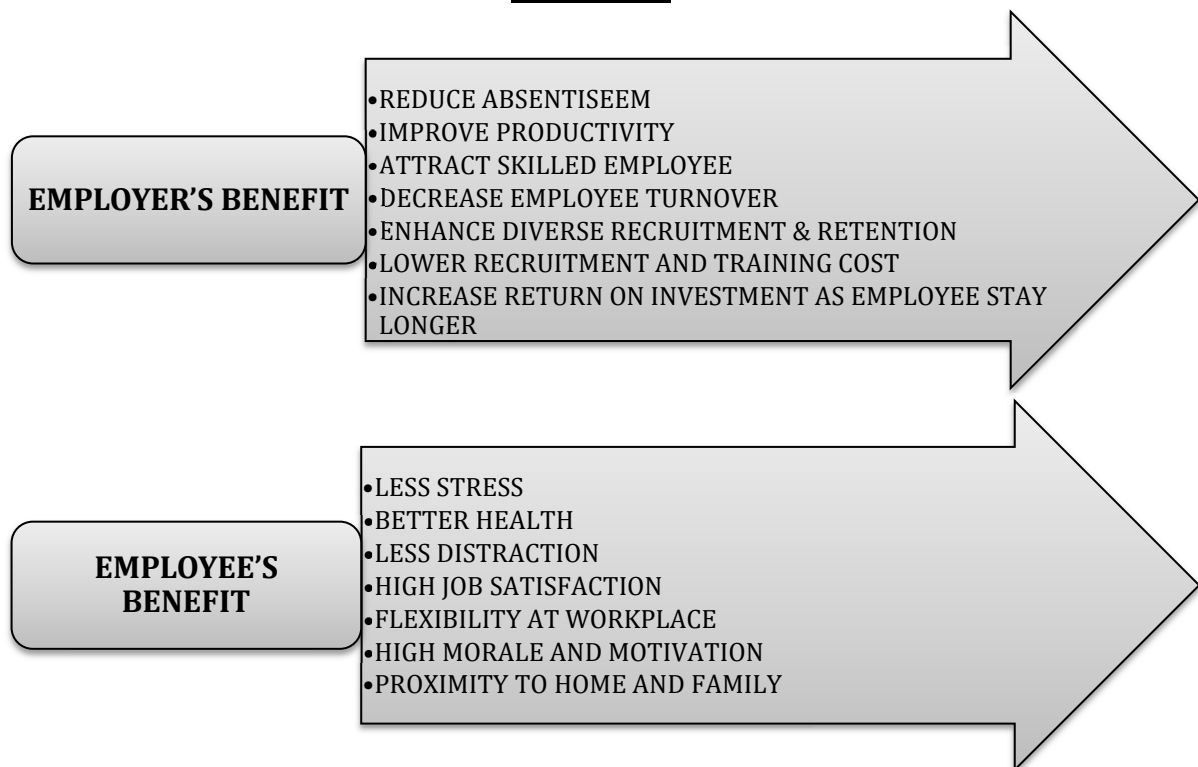 EMPLOYER’S BENEFIT
•REDUCE ABSENTISEEM
•IMPROVE PRODUCTIVITY
•ATTRACT SKILLED EMPLOYEE
•DECREASE EMPLOYEE TURNOVER
•ENHANCE DIVERSE RECRUITMENT & RETENTION
•LOWER RECRUITMENT AND TRAINING COST
•INCREASE RETURN ON INVESTMENT AS EMPLOYEE STAY
LONGER
EMPLOYEE’S
BENEFIT
•LESS STRESS
•BETTER HEALTH
•LESS DISTRACTION
•HIGH JOB SATISFACTION
•FLEXIBILITY AT WORKPLACE
•HIGH MORALE AND MOTIVATION
•PROXIMITY TO HOME AND FAMILY